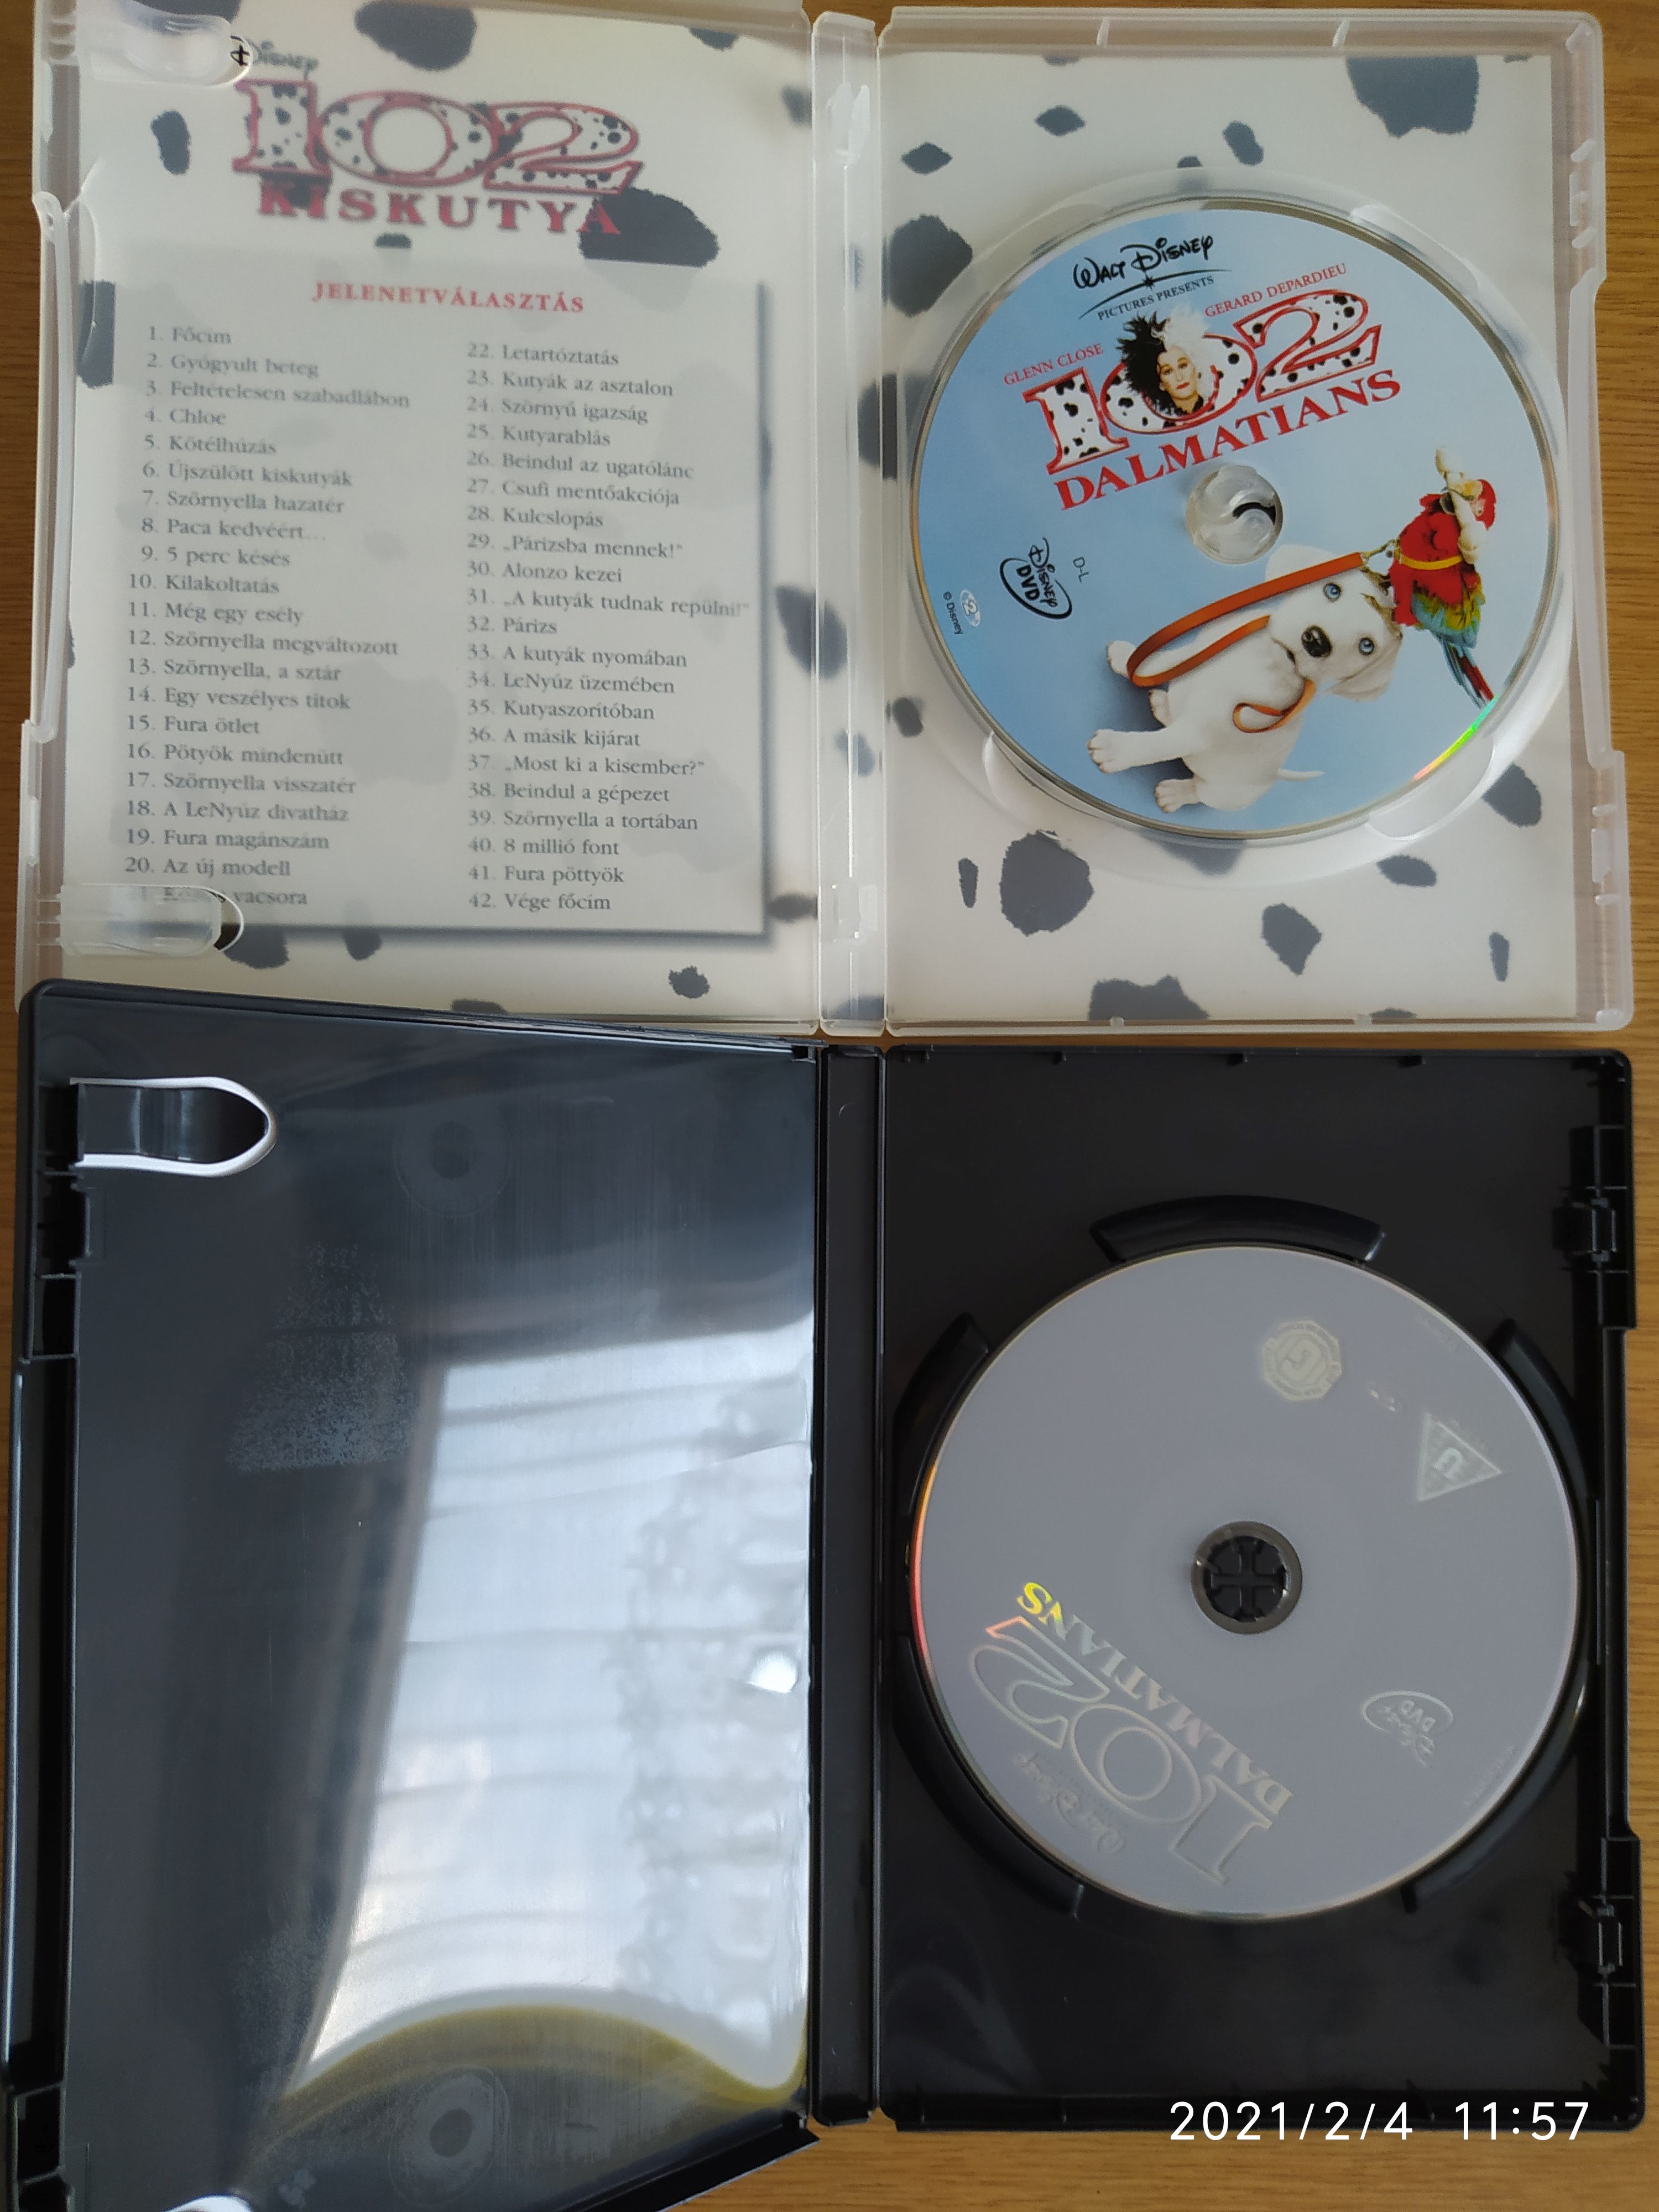 Disney
102
KISKUTYA
JELENETVÁLASZTÁS
1. Főcím
2. Gyógyult beteg
3. Feltételesen szabadlábon
4. Chloe
5. Kötélhúzás
6. Újszülött kiskutyák
7. Szörnyella hazatér
8. Paca kedvéért...
9. 5 perc késés
10. Kilakoltatás
11. Még egy esély
12. Szörnyella megváltozott
13. Szörnyella, a sztár
14. Egy veszélyes titok
15. Fura ötlet
16. Pötyök mindenütt
17. Szörnyella visszatér
18. A LeNyúz divatház
19. Fura magánszám
20. Az új modell
vacsora
22. Letartóztatás
23. Kutyák az asztalon
24. Szörnyű igazság
25. Kutyarablás
26. Beindul az ugatólánc
27. Csufi mentőakciója
28. Kulcslopás
29. „Párizsba mennek!"
30. Alonzo kezei
31. „A kutyák tudnak repülni!"
32. Párizs
33. A kutyák nyomában
34. LeNyúz üzemében
35. Kutyaszorítóban
36. A másik kijárat
37. „Most ki a kisember?"
38. Beindul a gépezet
39. Szörnyella a tortában
40. 8 millió font
41. Fura pöttyök
42. Vége főcím
WALT DISNEY
PICTURES PRESENTS
GLENN CLOSE
GERARD DEPARDIEU
102
DALMATIANS
DISNEY
DVD
D-L
2
© Disney
U
G
Walt Disney
102
DALMATIANS
DISNEY
DVD
2021/2/4 11:57